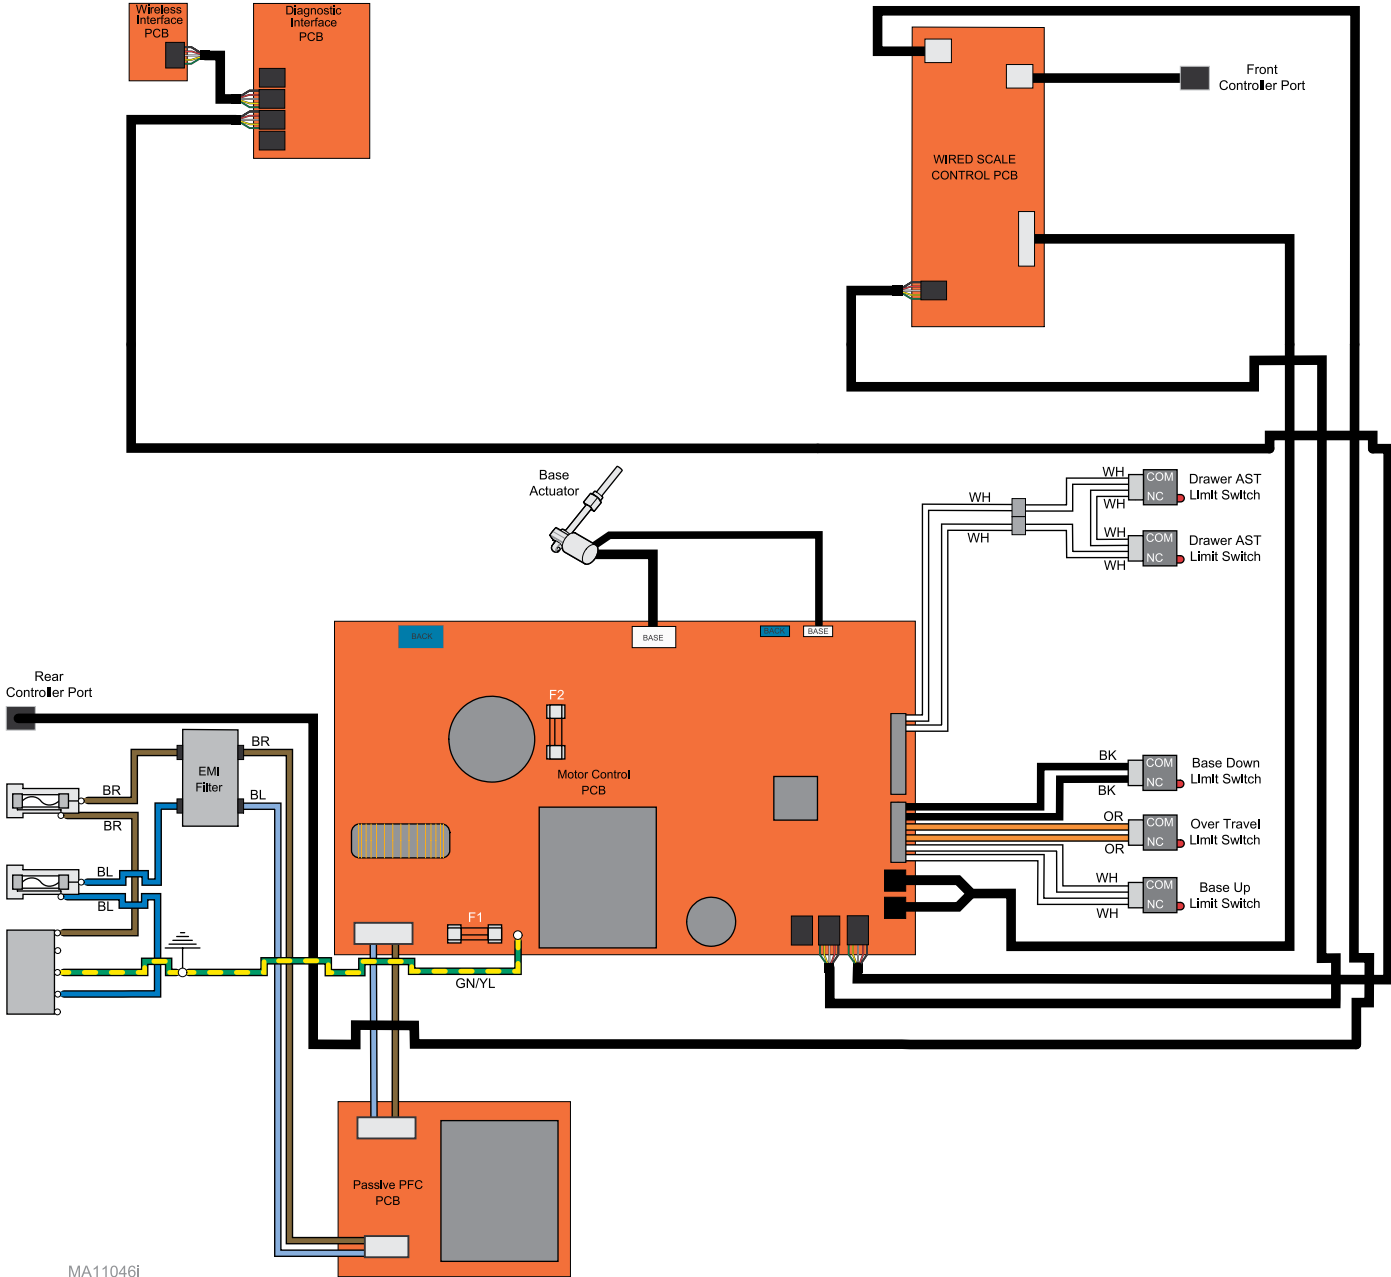 Wireless
Interface
PCB
Diagnostic
Interface
PCB
Front
Controller Port
WIRED SCALE
CONTROL PCB
Base
Actuator
WH
WH
WH
COM
NC
WH
Drawer AST
Limit Switch
WH
COM
NC
WH
Drawer AST
Limit Switch
BACK
BASE
BACK
BASE
Rear
Controller Port
F2
Motor Control
PCB
BR
EMI
Filter
BR
BL
BR
BL
BL
BK
COM
NC
BK
Base Down
Limit Switch
OR
COM
NC
OR
Over Travel
Limit Switch
WH
COM
NC
WH
Base Up
Limit Switch
F1
GN/YL
Passive PFC
PCB
MA11046i